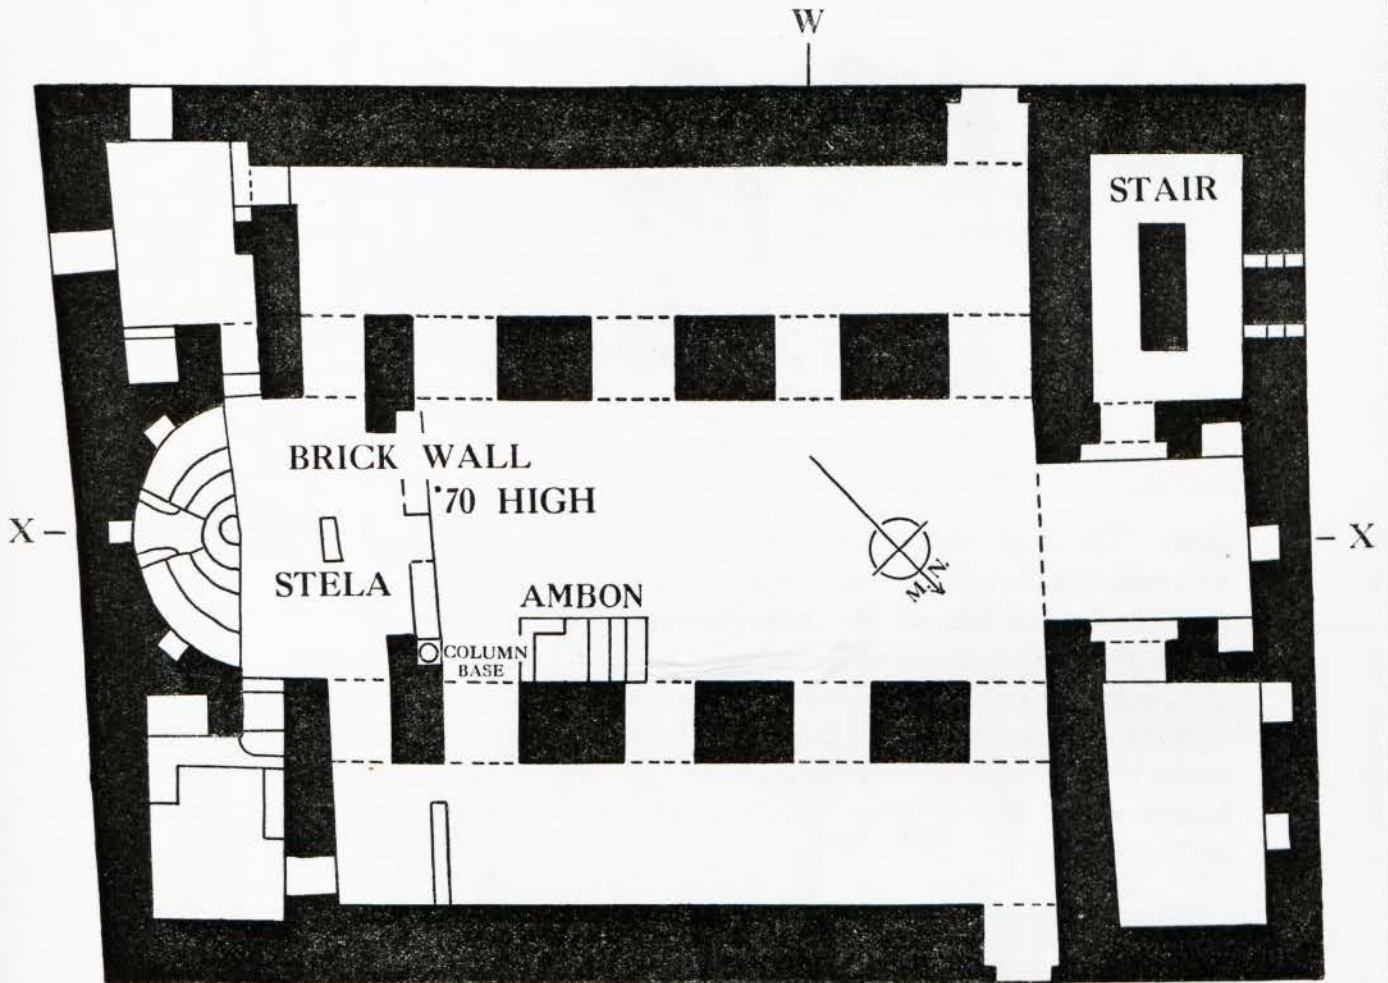 W
STAIR
BRICK WALL
·70 HIGH
X – – X
STELA
AMBON
M.N.
COLUMN
BASE